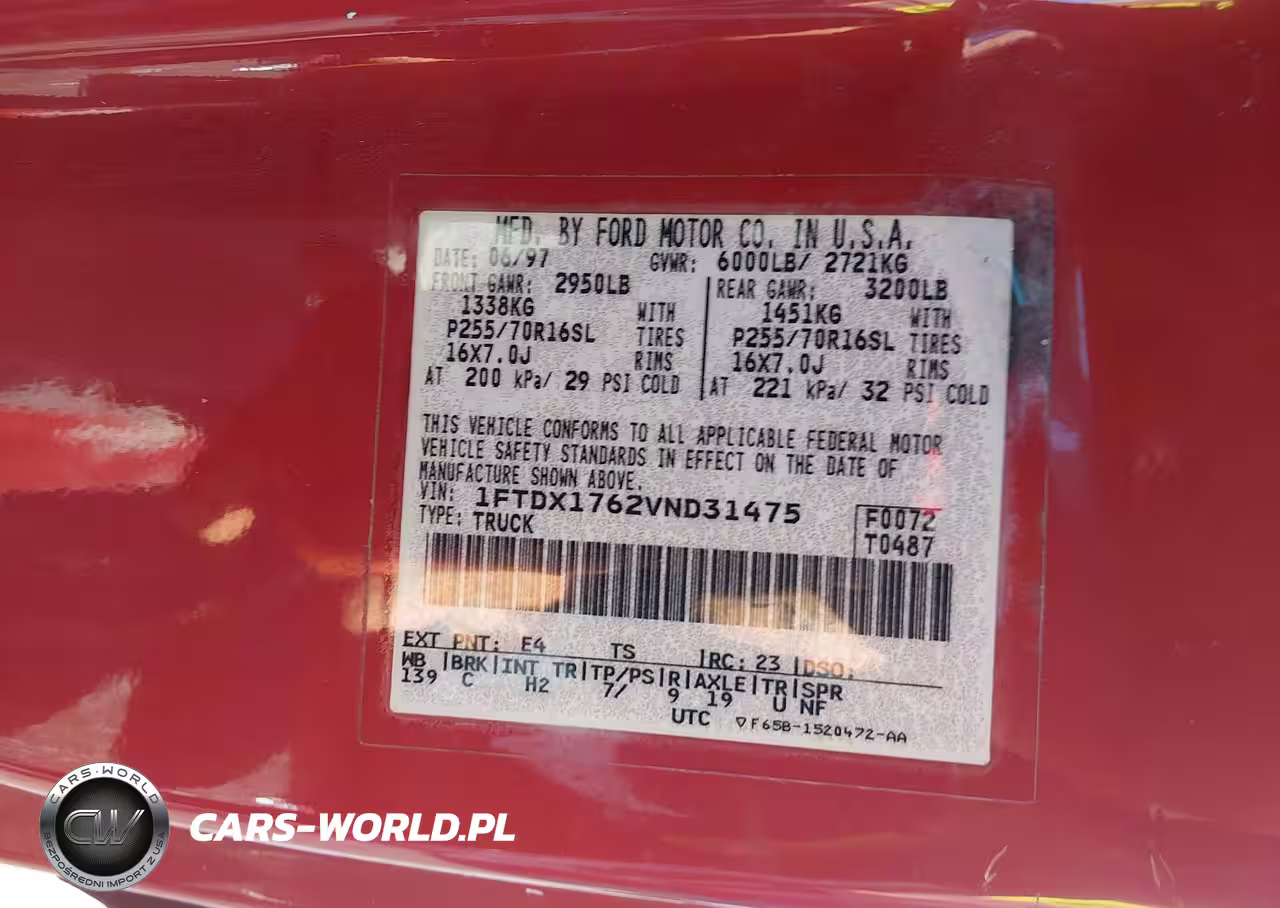 MFD. BY FORD MOTOR CO. IN U.S.A.
DATE: 06/97 GVWR: 6000LB/ 2721KG
FRONT GAWR: 2950LB REAR GAWR: 3200LB
1338KG WITH 1451KG WITH
P255/70R16SL TIRES P255/70R16SL TIRES
16X7.0J RIMS 16X7.0J RIMS
AT 200 kPa/ 29 PSI COLD AT 221 kPa/ 32 PSI COLD
THIS VEHICLE CONFORMS TO ALL APPLICABLE FEDERAL MOTOR
VEHICLE SAFETY STANDARDS IN EFFECT ON THE DATE OF
MANUFACTURE SHOWN ABOVE.
VIN: 1FTDX1762VND31475
TYPE: TRUCK
F0072
T0487
EXT PNT: E4 TS RC: 23 DSO:
WB BRK INT TR TP/PS R AXLE TR SPR
139 C H2 7/ 9 19 U NF
UTC F65B-1520472-AA
CARS-WORLD
CW
BEZPOŚREDNI IMPORT Z USA
CARS-WORLD.PL